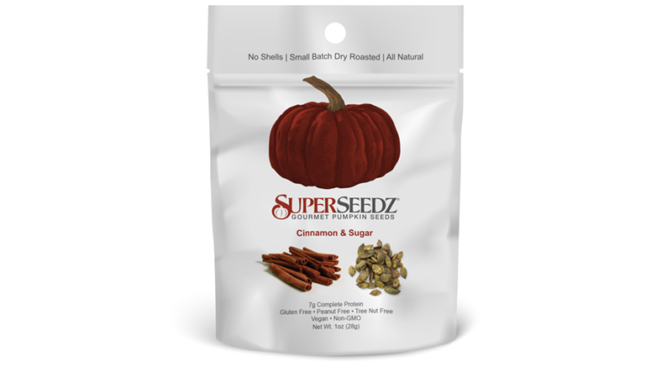 No Shells | Small Batch Dry Roasted | All Natural
SUPERSEEDZ
GOURMET PUMPKIN SEEDS
Cinnamon & Sugar
7g Complete Protein
Gluten Free • Peanut Free • Tree Nut Free
Vegan • Non-GMO
Net Wt. 1oz (28g)